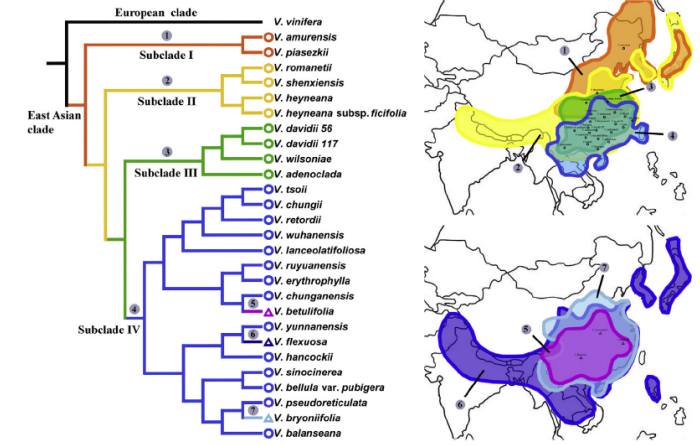 European clade
V. vinifera
1
V. amurensis
Subclade I
V. piasezkii
V. romanetii
2
V. shenxiensis
Subclade II
V. heyneana
East Asian
clade
V. heyneana subsp. ficifolia
V. davidii 56
V. davidii 117
3
V. wilsoniae
Subclade III
V. adenoclada
V. tsoii
V. chungii
V. retordii
V. wuhanensis
V. lanceolatifoliosa
V. ruyuanensis
V. erythrophylla
V. chunganensis
5
4
V. betulifolia
Subclade IV
V. yunnanensis
6
V. flexuosa
V. hancockii
V. sinocinerea
V. bellula var. pubigera
V. pseudoreticulata
7
V. bryoniifolia
V. balanseana
1
3
4
2
7
5
6